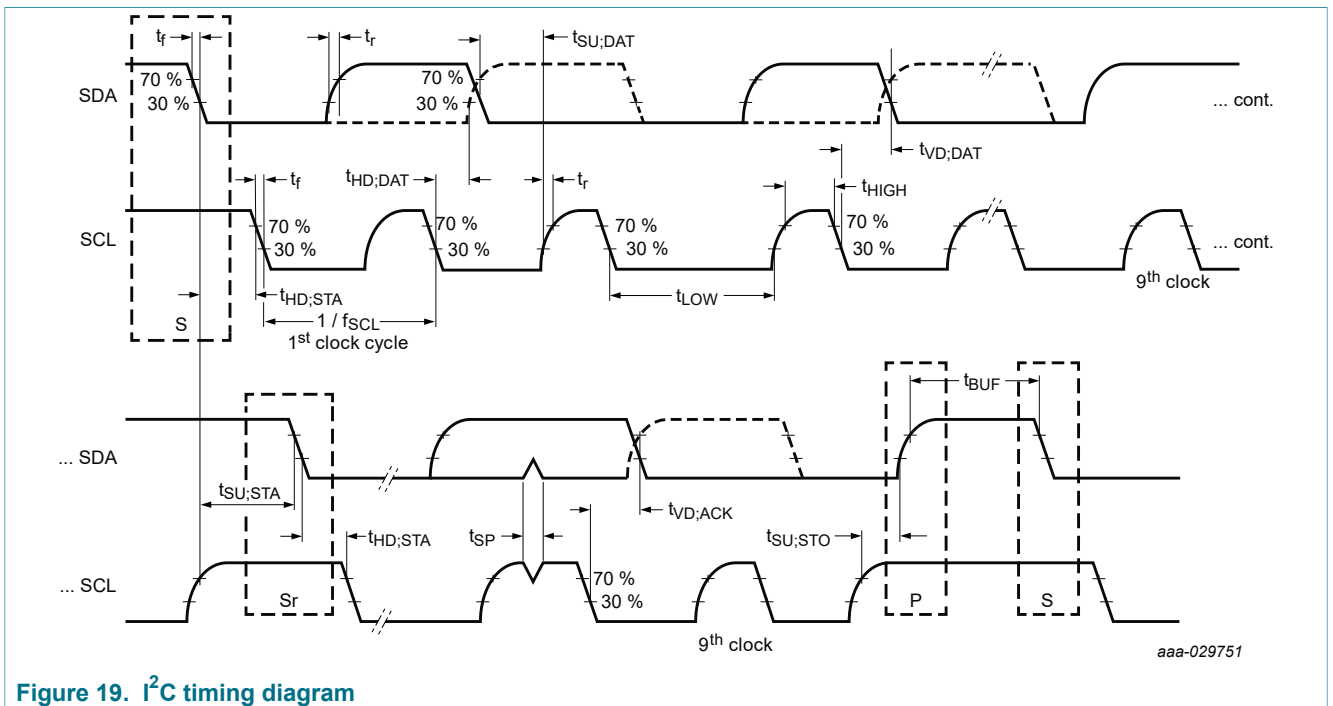 tf
tr
tSU;DAT
70 %
30 %
70 %
30 %
SDA
... cont.
tf
tHD;DAT
tr
tHIGH
tVD;DAT
SCL
70 %
30 %
70 %
30 %
70 %
30 %
70 %
30 %
... cont.
9th clock
tHD;STA
tLOW
S
1 / fSCL
1st clock cycle
tBUF
... SDA
tSU;STA
tVD;ACK
tHD;STA
tSP
tSU;STO
... SCL
70 %
30 %
Sr
P
S
9th clock
aaa-029751
Figure 19. I2C timing diagram